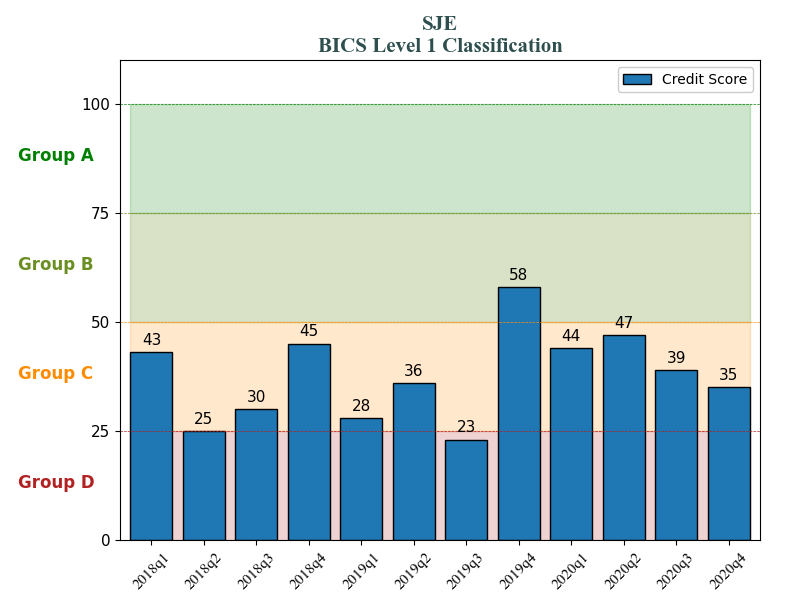 SJE
BICS Level 1 Classification
Credit Score
100
Group A
75
Group B
50
Group C
25
Group D
0
43
25
30
45
28
36
23
58
44
47
39
35
2018q1
2018q2
2018q3
2018q4
2019q1
2019q2
2019q3
2019q4
2020q1
2020q2
2020q3
2020q4